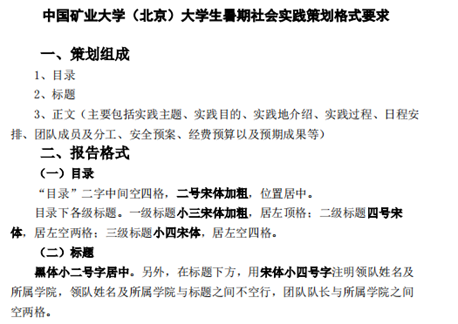 中国矿业大学（北京）大学生暑期社会实践策划格式要求
一、策划组成
1、目录
2、标题
3、正文（主要包括实践主题、实践目的、实践地介绍、实践过程、日程安
排、团队成员及分工、安全预案、经费预算以及预期成果等）
二、报告格式
（一）目录
“目录”二字中间空四格，二号宋体加粗，位置居中。
目录下各级标题。一级标题小三宋体加粗，居左顶格；二级标题四号宋
体，居左空两格；三级标题小四宋体，居左空四格。
（二）标题
黑体小二号字居中。另外，在标题下方，用宋体小四号字注明领队姓名及
所属学院，领队姓名及所属学院与标题之间不空行，团队队长与所属学院之间
空两格。